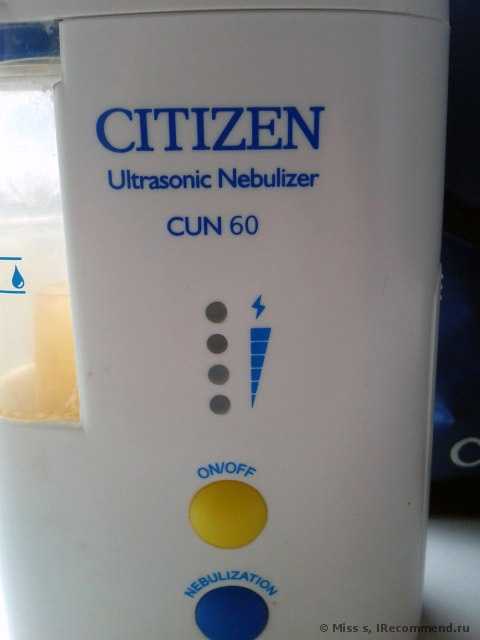 CITIZEN
Ultrasonic Nebulizer
CUN 60
ON/OFF
NEBULIZATION
© Miss s, IRecommend.ru